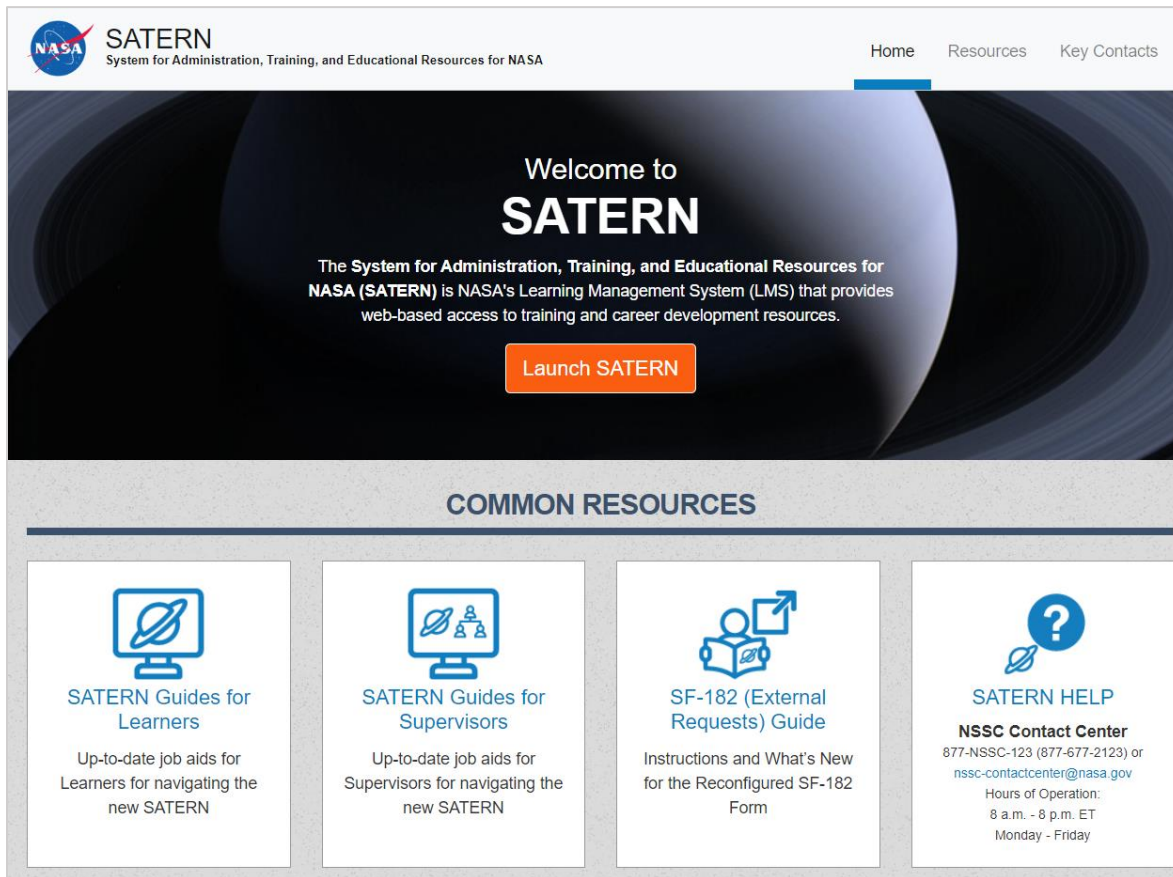 NASA
SATERN
System for Administration, Training, and Educational Resources for NASA
Home
Resources
Key Contacts
Welcome to
SATERN
The System for Administration, Training, and Educational Resources for
NASA (SATERN) is NASA's Learning Management System (LMS) that provides
web-based access to training and career development resources.
Launch SATERN
COMMON RESOURCES
SATERN Guides for
Learners
Up-to-date job aids for
Learners for navigating the
new SATERN
SATERN Guides for
Supervisors
Up-to-date job aids for
Supervisors for navigating the
new SATERN
SF-182 (External
Requests) Guide
Instructions and What's New
for the Reconfigured SF-182
Form
?
SATERN HELP
NSSC Contact Center
877-NSSC-123 (877-677-2123) or
nssc-contactcenter@nasa.gov
Hours of Operation:
8 a.m. - 8 p.m. ET
Monday - Friday